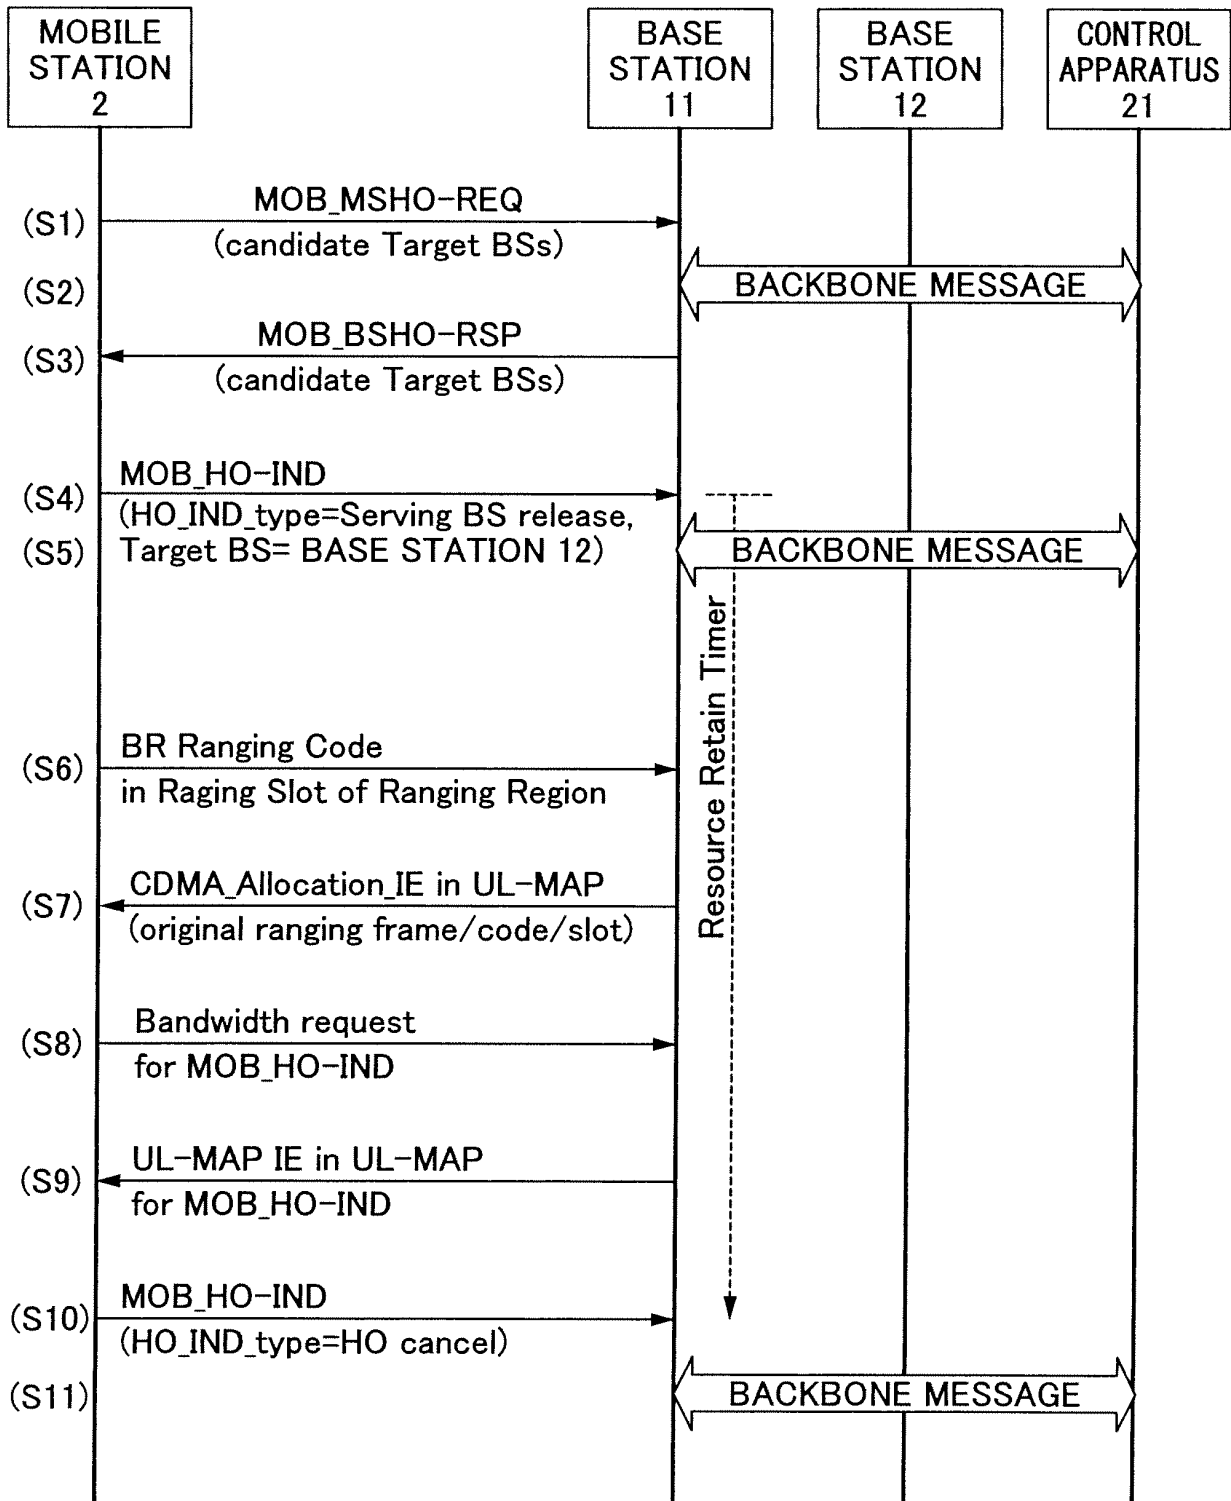 MOBILE
STATION
2
BASE
STATION
11
BASE
STATION
12
CONTROL
APPARATUS
21
(S1)
MOB_MSHO-REQ
(candidate Target BSs)
(S2)
BACKBONE MESSAGE
(S3)
MOB_BSHO-RSP
(candidate Target BSs)
(S4)
MOB_HO-IND
(HO_IND_type=Serving BS release,
(S5)
Target BS= BASE STATION 12)
BACKBONE MESSAGE
Resource Retain Timer
(S6)
BR Ranging Code
in Raging Slot of Ranging Region
(S7)
CDMA_Allocation_IE in UL-MAP
(original ranging frame/code/slot)
(S8)
Bandwidth request
for MOB_HO-IND
(S9)
UL-MAP IE in UL-MAP
for MOB_HO-IND
(S10)
MOB_HO-IND
(HO_IND_type=HO cancel)
(S11)
BACKBONE MESSAGE